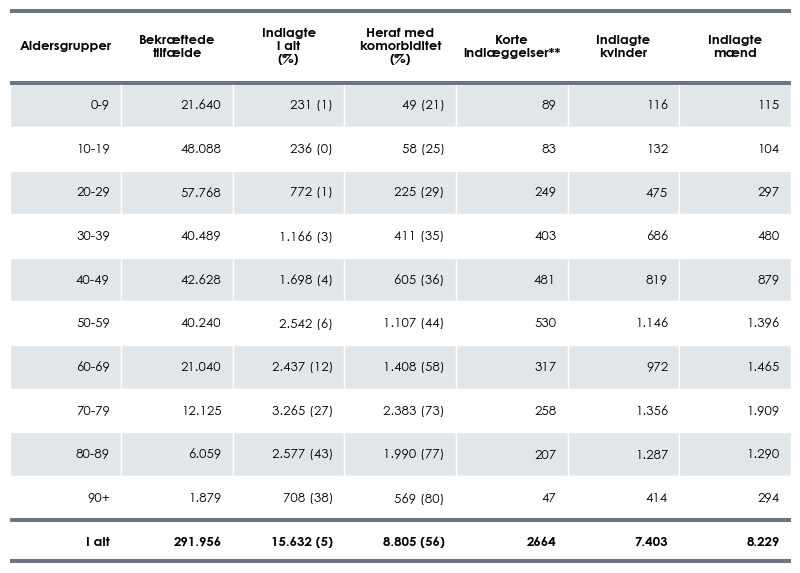 Aldersgrupper Bekræftede tilfælde Indlagte I alt (%) Heraf med komorbiditet (%) Korte indlæggelser** Indlagte kvinder Indlagte mænd
0-9 21.640 231 (1) 49 (21) 89 116 115
10-19 48.088 236 (0) 58 (25) 83 132 104
20-29 57.768 772 (1) 225 (29) 249 475 297
30-39 40.489 1.166 (3) 411 (35) 403 686 480
40-49 42.628 1.698 (4) 605 (36) 481 819 879
50-59 40.240 2.542 (6) 1.107 (44) 530 1.146 1.396
60-69 21.040 2.437 (12) 1.408 (58) 317 972 1.465
70-79 12.125 3.265 (27) 2.383 (73) 258 1.356 1.909
80-89 6.059 2.577 (43) 1.990 (77) 207 1.287 1.290
90+ 1.879 708 (38) 569 (80) 47 414 294
I alt 291.956 15.632 (5) 8.805 (56) 2664 7.403 8.229